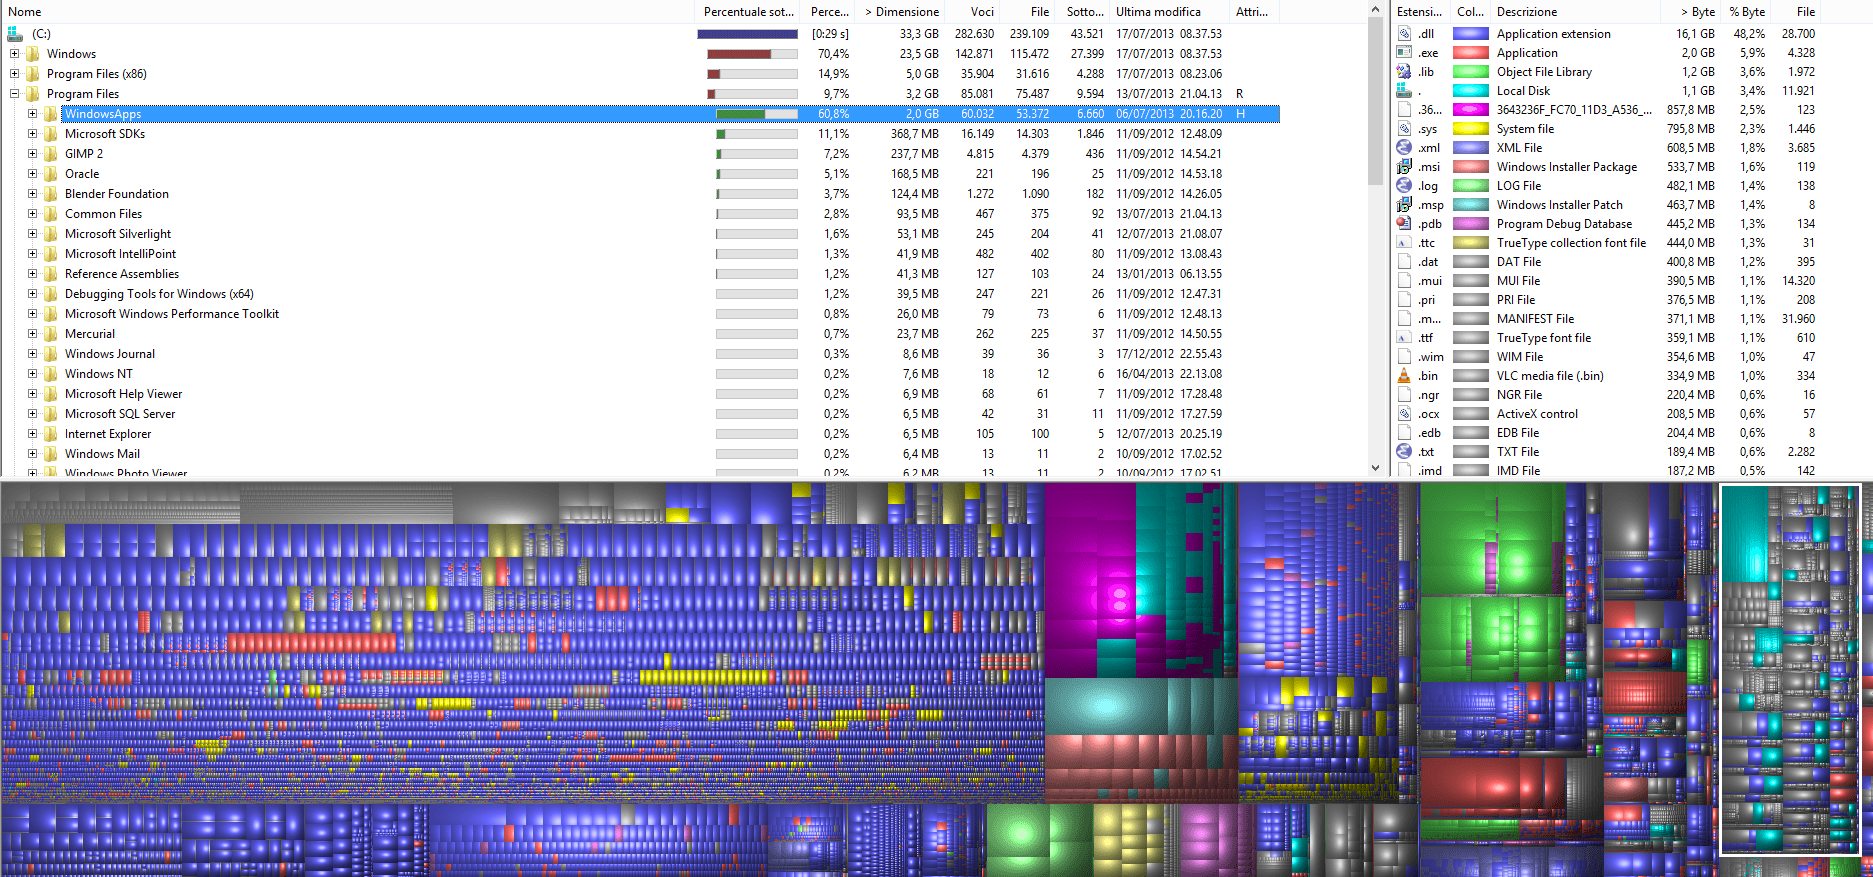 Nome Percentuale sot... Perce... > Dimensione Voci File Sotto... Ultima modifica Attri...
(C:) [0:29 s] 33,3 GB 282.630 239.109 43.521 17/07/2013 08.37.53
Windows 70,4% 23,5 GB 142.871 115.472 27.399 17/07/2013 08.37.53
Program Files (x86) 14,9% 5,0 GB 35.904 31.616 4.288 17/07/2013 08.23.06
Program Files 9,7% 3,2 GB 85.081 75.487 9.594 13/07/2013 21.04.13 R
WindowsApps 60,8% 2,0 GB 60.032 53.372 6.660 06/07/2013 20.16.20 H
Microsoft SDKs 11,1% 368,7 MB 16.149 14.303 1.846 11/09/2012 12.48.09
GIMP 2 7,2% 237,7 MB 4.815 4.379 436 11/09/2012 14.54.21
Oracle 5,1% 168,5 MB 221 196 25 11/09/2012 14.53.18
Blender Foundation 3,7% 124,4 MB 1.272 1.090 182 11/09/2012 14.26.05
Common Files 2,8% 93,5 MB 467 375 92 13/07/2013 21.04.13
Microsoft Silverlight 1,6% 53,1 MB 245 204 41 12/07/2013 21.08.07
Microsoft IntelliPoint 1,3% 41,9 MB 482 402 80 11/09/2012 13.08.43
Reference Assemblies 1,2% 41,3 MB 127 103 24 13/01/2013 06.13.55
Debugging Tools for Windows (x64) 1,2% 39,5 MB 247 221 26 11/09/2012 12.47.31
Microsoft Windows Performance Toolkit 0,8% 26,0 MB 79 73 6 11/09/2012 12.48.13
Mercurial 0,7% 23,7 MB 262 225 37 11/09/2012 14.50.55
Windows Journal 0,3% 8,6 MB 39 36 3 17/12/2012 22.55.43
Windows NT 0,2% 7,6 MB 18 12 6 16/04/2013 22.13.08
Microsoft Help Viewer 0,2% 6,9 MB 68 61 7 11/09/2012 17.28.48
Microsoft SQL Server 0,2% 6,5 MB 42 31 11 11/09/2012 17.27.59
Internet Explorer 0,2% 6,5 MB 105 100 5 12/07/2013 20.25.19
Windows Mail 0,2% 6,4 MB 13 11 2 10/09/2012 17.02.52
Windows Photo Viewer 0,2% 6,2 MB 13 11 2 10/09/2012 17.02.51
Estensi... Col... Descrizione > Byte % Byte File
.dll Application extension 16,1 GB 48,2% 28.700
.exe Application 2,0 GB 5,9% 4.328
.lib Object File Library 1,2 GB 3,6% 1.972
. Local Disk 1,1 GB 3,4% 11.921
.36... 3643236F_FC70_11D3_A536_... 857,8 MB 2,5% 123
.sys System file 795,8 MB 2,3% 1.446
.xml XML File 608,5 MB 1,8% 3.685
.msi Windows Installer Package 533,7 MB 1,6% 119
.log LOG File 482,1 MB 1,4% 138
.msp Windows Installer Patch 463,7 MB 1,4% 8
.pdb Program Debug Database 445,2 MB 1,3% 134
.ttc TrueType collection font file 444,0 MB 1,3% 31
.dat DAT File 400,8 MB 1,2% 395
.mui MUI File 390,5 MB 1,1% 14.320
.pri PRI File 376,5 MB 1,1% 208
.m... MANIFEST File 371,1 MB 1,1% 31.960
.ttf TrueType font file 359,1 MB 1,1% 610
.wim WIM File 354,6 MB 1,0% 47
.bin VLC media file (.bin) 334,9 MB 1,0% 334
.ngr NGR File 220,4 MB 0,6% 16
.ocx ActiveX control 208,5 MB 0,6% 57
.edb EDB File 204,4 MB 0,6% 8
.txt TXT File 189,4 MB 0,6% 2.282
.imd IMD File 187,2 MB 0,5% 142